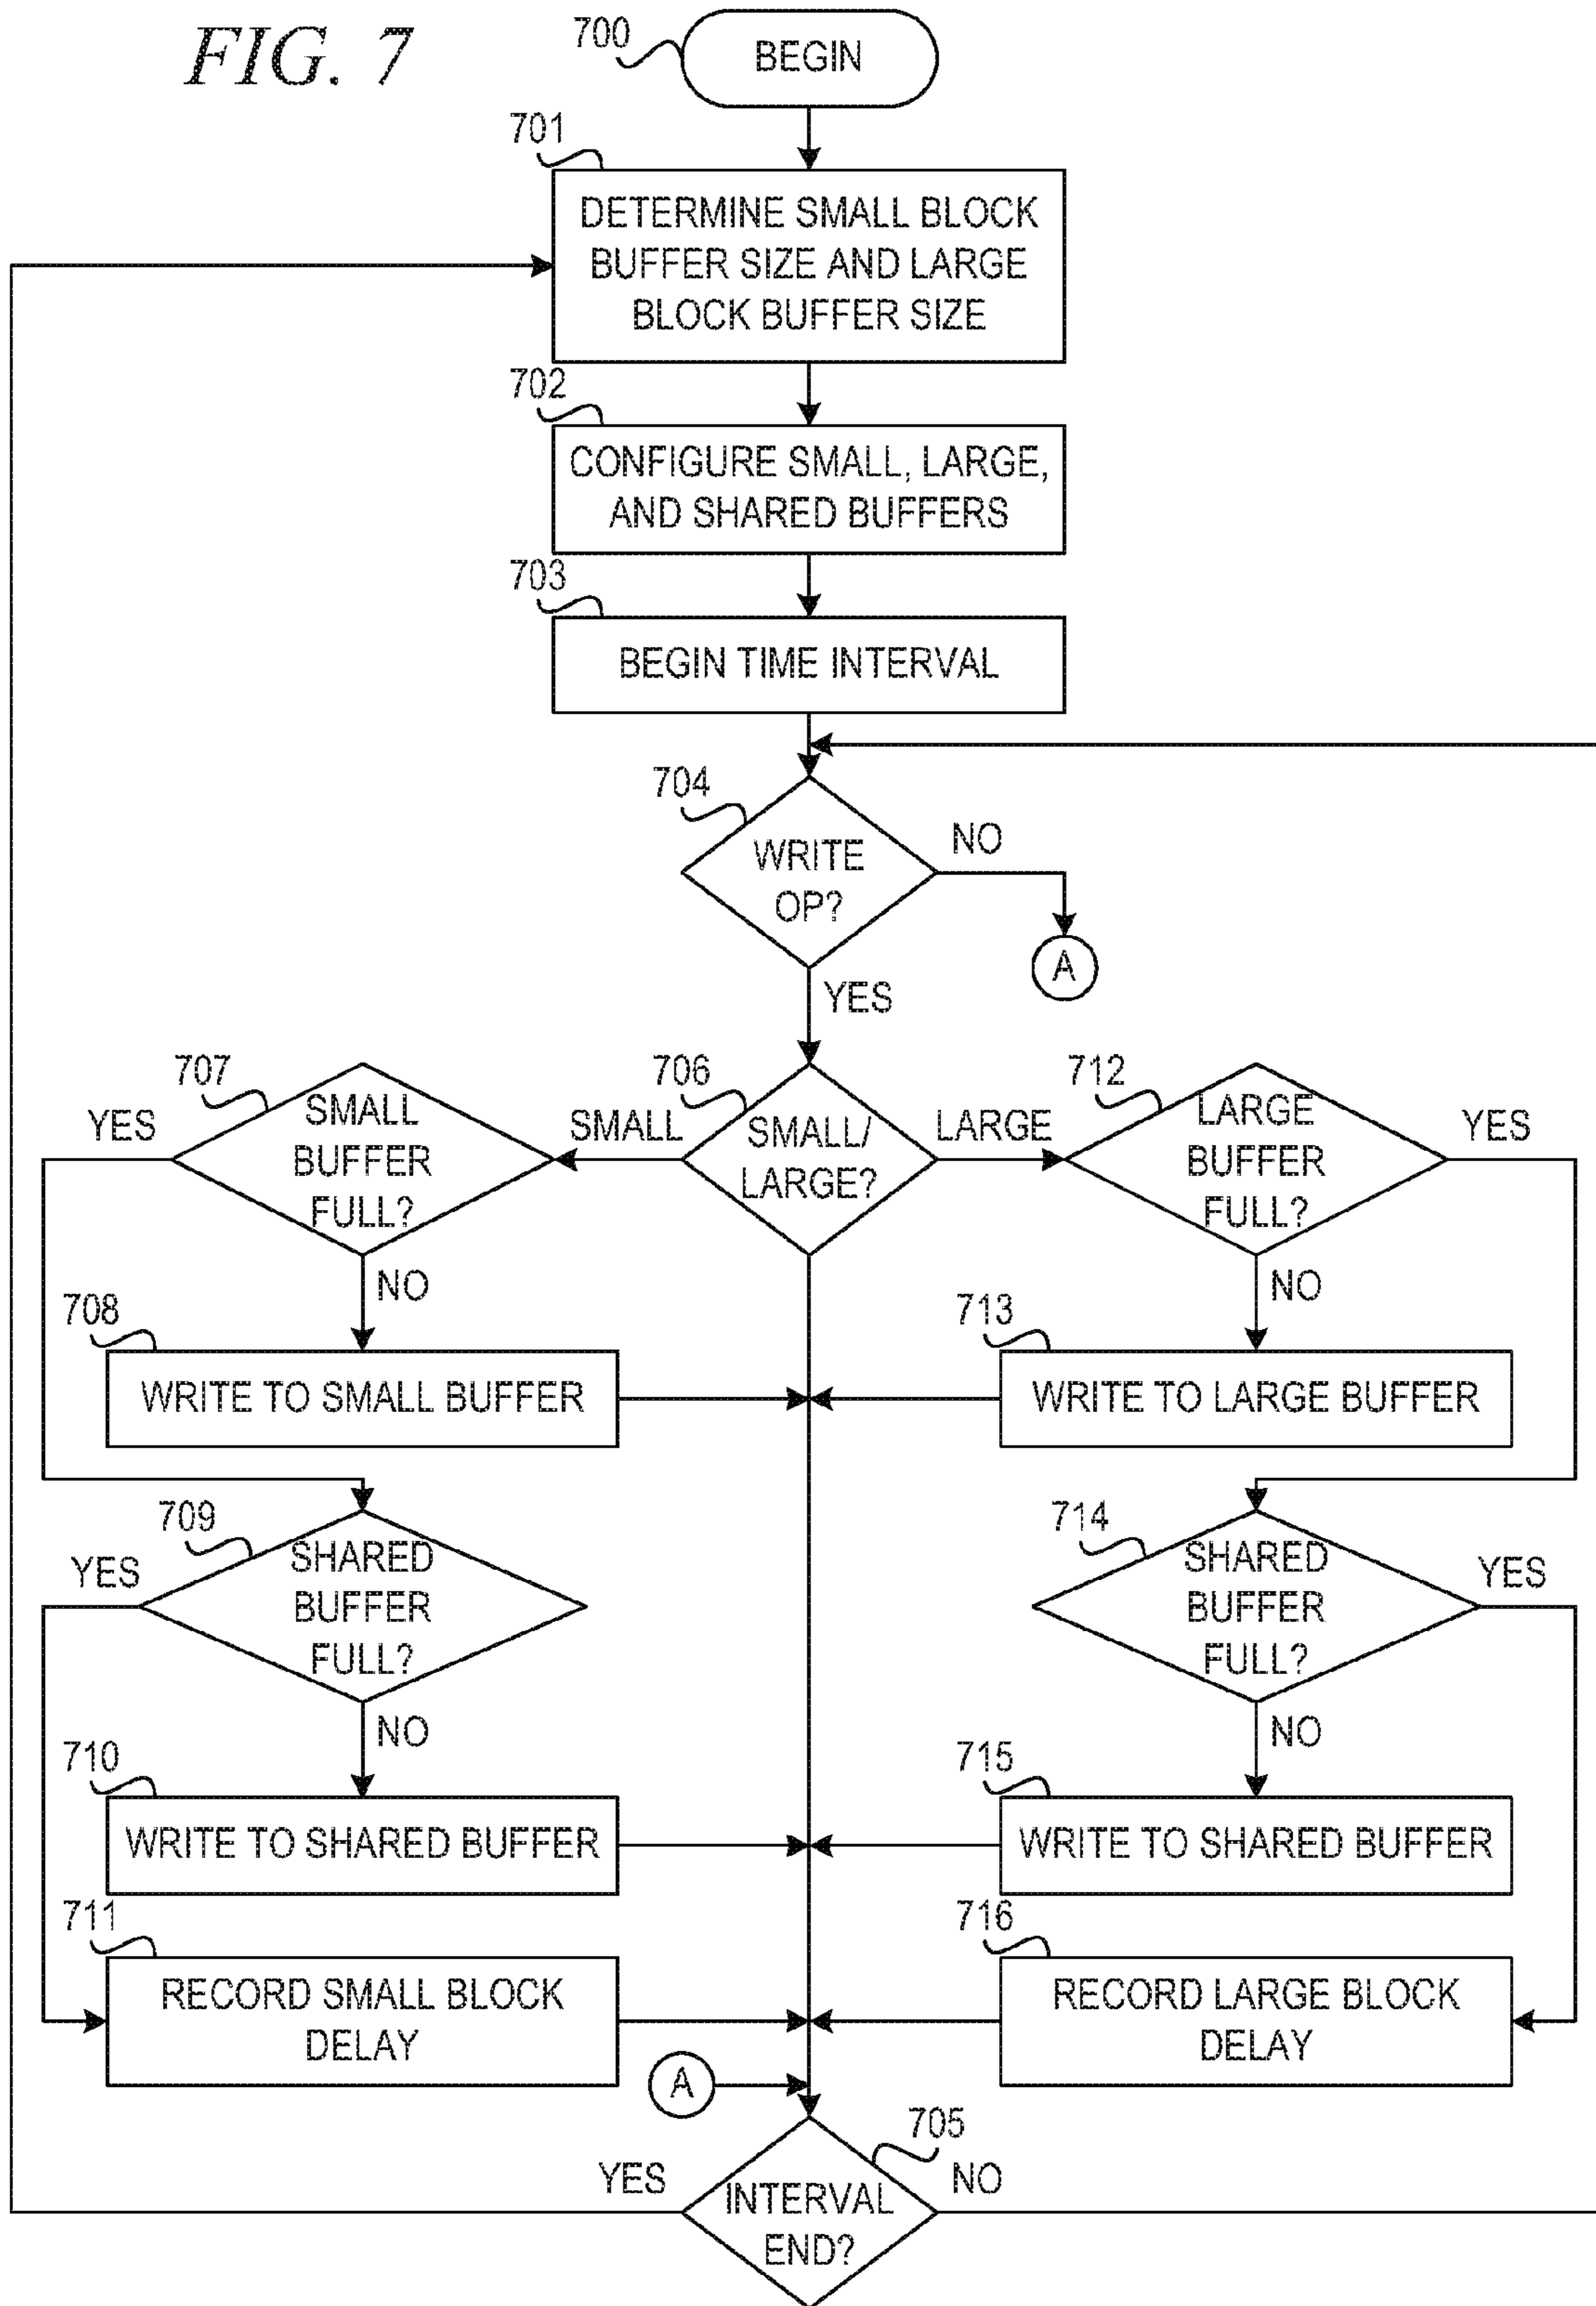 FIG. 7
700
BEGIN
701
DETERMINE SMALL BLOCK
BUFFER SIZE AND LARGE
BLOCK BUFFER SIZE
702
CONFIGURE SMALL, LARGE,
AND SHARED BUFFERS
703
BEGIN TIME INTERVAL
704
WRITE
OP?
NO
A
YES
707
YES
SMALL
BUFFER
FULL?
SMALL
706
SMALL/
LARGE?
LARGE
712
LARGE
BUFFER
FULL?
YES
NO
NO
708
WRITE TO SMALL BUFFER
713
WRITE TO LARGE BUFFER
709
YES
SHARED
BUFFER
FULL?
714
SHARED
BUFFER
FULL?
YES
NO
NO
710
WRITE TO SHARED BUFFER
715
WRITE TO SHARED BUFFER
711
RECORD SMALL BLOCK
DELAY
716
RECORD LARGE BLOCK
DELAY
A
705
YES
INTERVAL
END?
NO